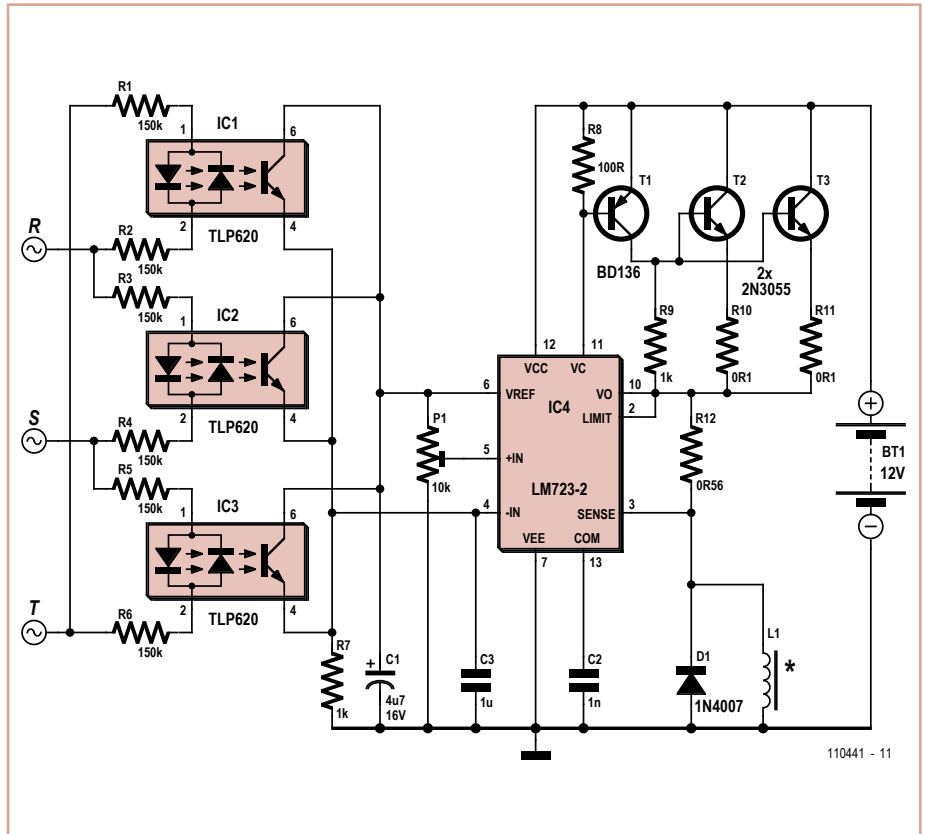 R1
150k
1
IC1
6
2
4
TLP620
R
R2
150k
R3
150k
1
IC2
6
2
4
TLP620
S
R4
150k
R5
150k
1
IC3
6
2
4
TLP620
T
R6
150k
R7
1k
C1
+
4u7
16V
P1
10k
C3
1u
C2
1n
R8
100R
T1
T2
T3
BD136
2x
2N3055
R9
1k
R10
0R1
R11
0R1
12
11
VCC
VC
6
VREF
VO
10
IC4
LIMIT
2
5
+IN
LM723-2
4
-IN
SENSE
3
VEE
COM
7
13
R12
0R56
D1
1N4007
L1
*
+
BT1
12V
−
110441 - 11